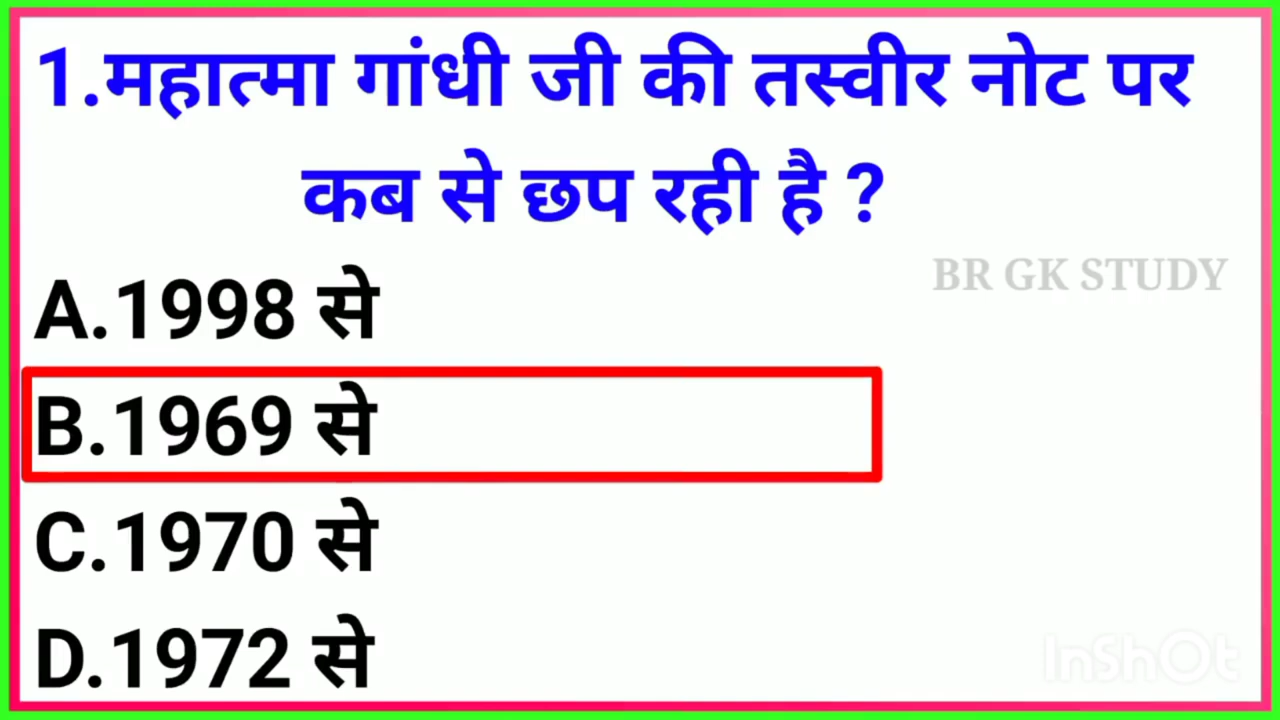 1.महात्मा गांधी जी की तस्वीर नोट पर
कब से छप रही है ?
BR GK STUDY
A.1998 से
B.1969 से
C.1970 से
D.1972 से
InShOt